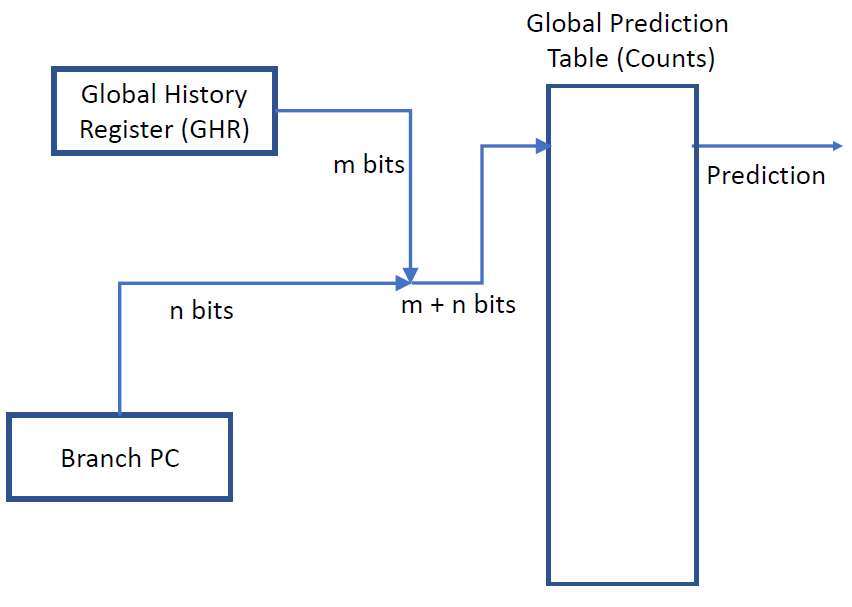 Global Prediction
Table (Counts)
Global History
Register (GHR)
m bits
Prediction
n bits
m + n bits
Branch PC